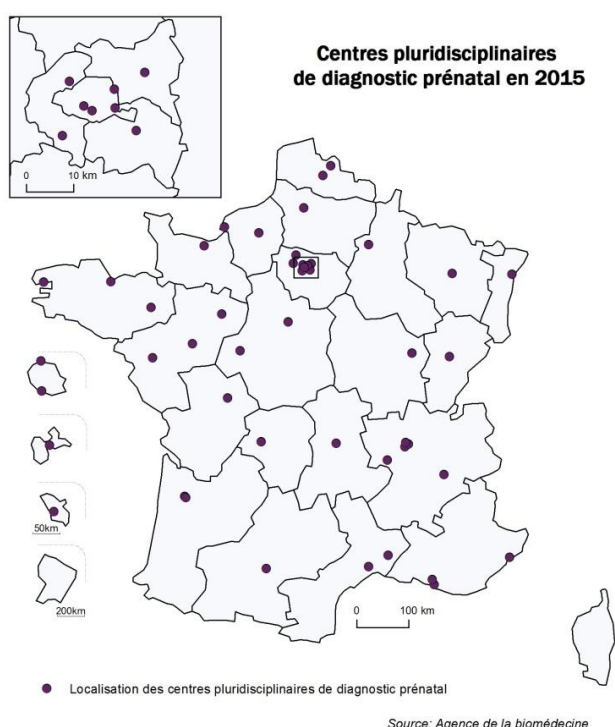 Centres pluridisciplinaires
de diagnostic prénatal en 2015
0 10 km
50km
200km
0 100 km
Localisation des centres pluridisciplinaires de diagnostic prénatal
Source: Agence de la biomédecine